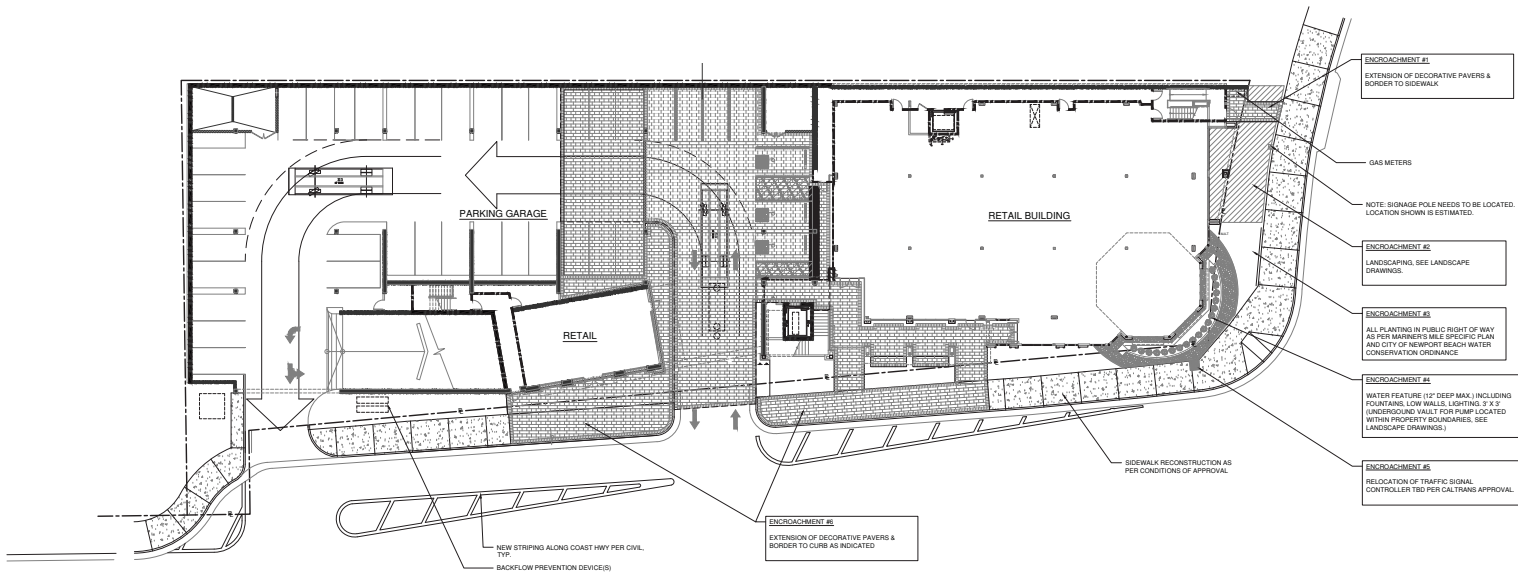 ENCROACHMENT #1
EXTENSION OF DECORATIVE PAVERS &
BORDER TO SIDEWALK
GAS METERS
NOTE: SIGNAGE POLE NEEDS TO BE LOCATED.
LOCATION SHOWN IS ESTIMATED.
PARKING GARAGE
RETAIL BUILDING
ENCROACHMENT #2
LANDSCAPING, SEE LANDSCAPE
DRAWINGS.
ENCROACHMENT #3
ALL PLANTING IN PUBLIC RIGHT OF WAY
AS PER MARINER'S MILE SPECIFIC PLAN
AND CITY OF NEWPORT BEACH WATER
CONSERVATION ORDINANCE
RETAIL
ENCROACHMENT #4
WATER FEATURE (12" DEEP MAX.) INCLUDING
FOUNTAINS, LOW WALLS, LIGHTING. 3' X 3'
(UNDERGOUND VAULT FOR PUMP LOCATED
WITHIN PROPERTY BOUNDARIES, SEE
LANDSCAPE DRAWINGS.)
SIDEWALK RECONSTRUCTION AS
PER CONDITIONS OF APPROVAL
ENCROACHMENT #5
RELOCATION OF TRAFFIC SIGNAL
CONTROLLER TBD PER CALTRANS APPROVAL.
ENCROACHMENT #6
EXTENSION OF DECORATIVE PAVERS &
BORDER TO CURB AS INDICATED
NEW STRIPING ALONG COAST HWY PER CIVIL,
TYP.
BACKFLOW PREVENTION DEVICE(S)